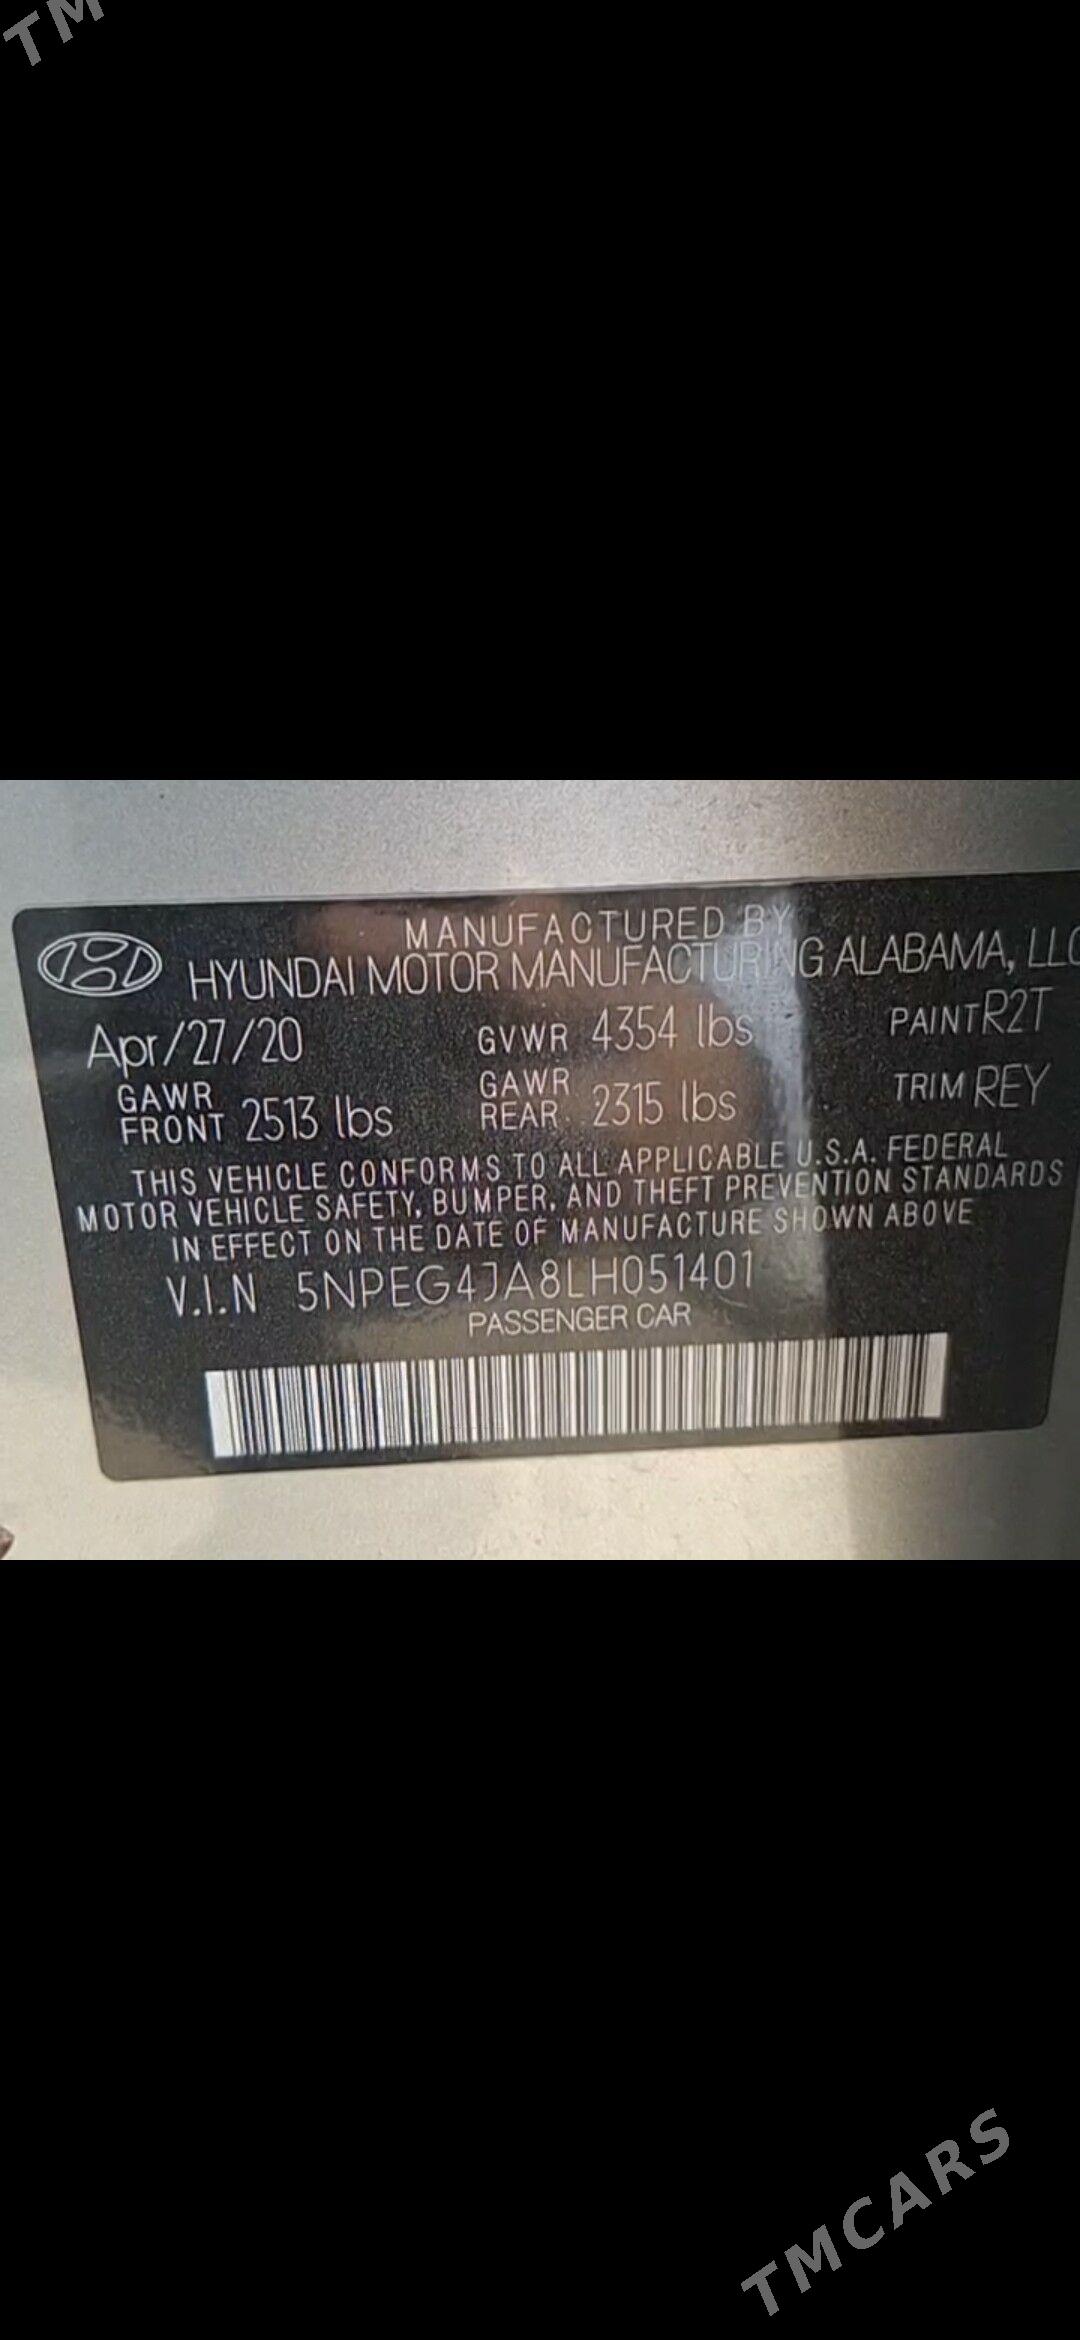 TM
MANUFACTURED BY
HYUNDAI MOTOR MANUFACTURING ALABAMA, LLC
Apr/27/20 GVWR 4354 lbs PAINT R2T
GAWR FRONT 2513 lbs GAWR REAR 2315 lbs TRIM REY
THIS VEHICLE CONFORMS TO ALL APPLICABLE U.S.A. FEDERAL
MOTOR VEHICLE SAFETY, BUMPER, AND THEFT PREVENTION STANDARDS
IN EFFECT ON THE DATE OF MANUFACTURE SHOWN ABOVE
V.I.N 5NPEG4JA8LH051401
PASSENGER CAR
TMCARS